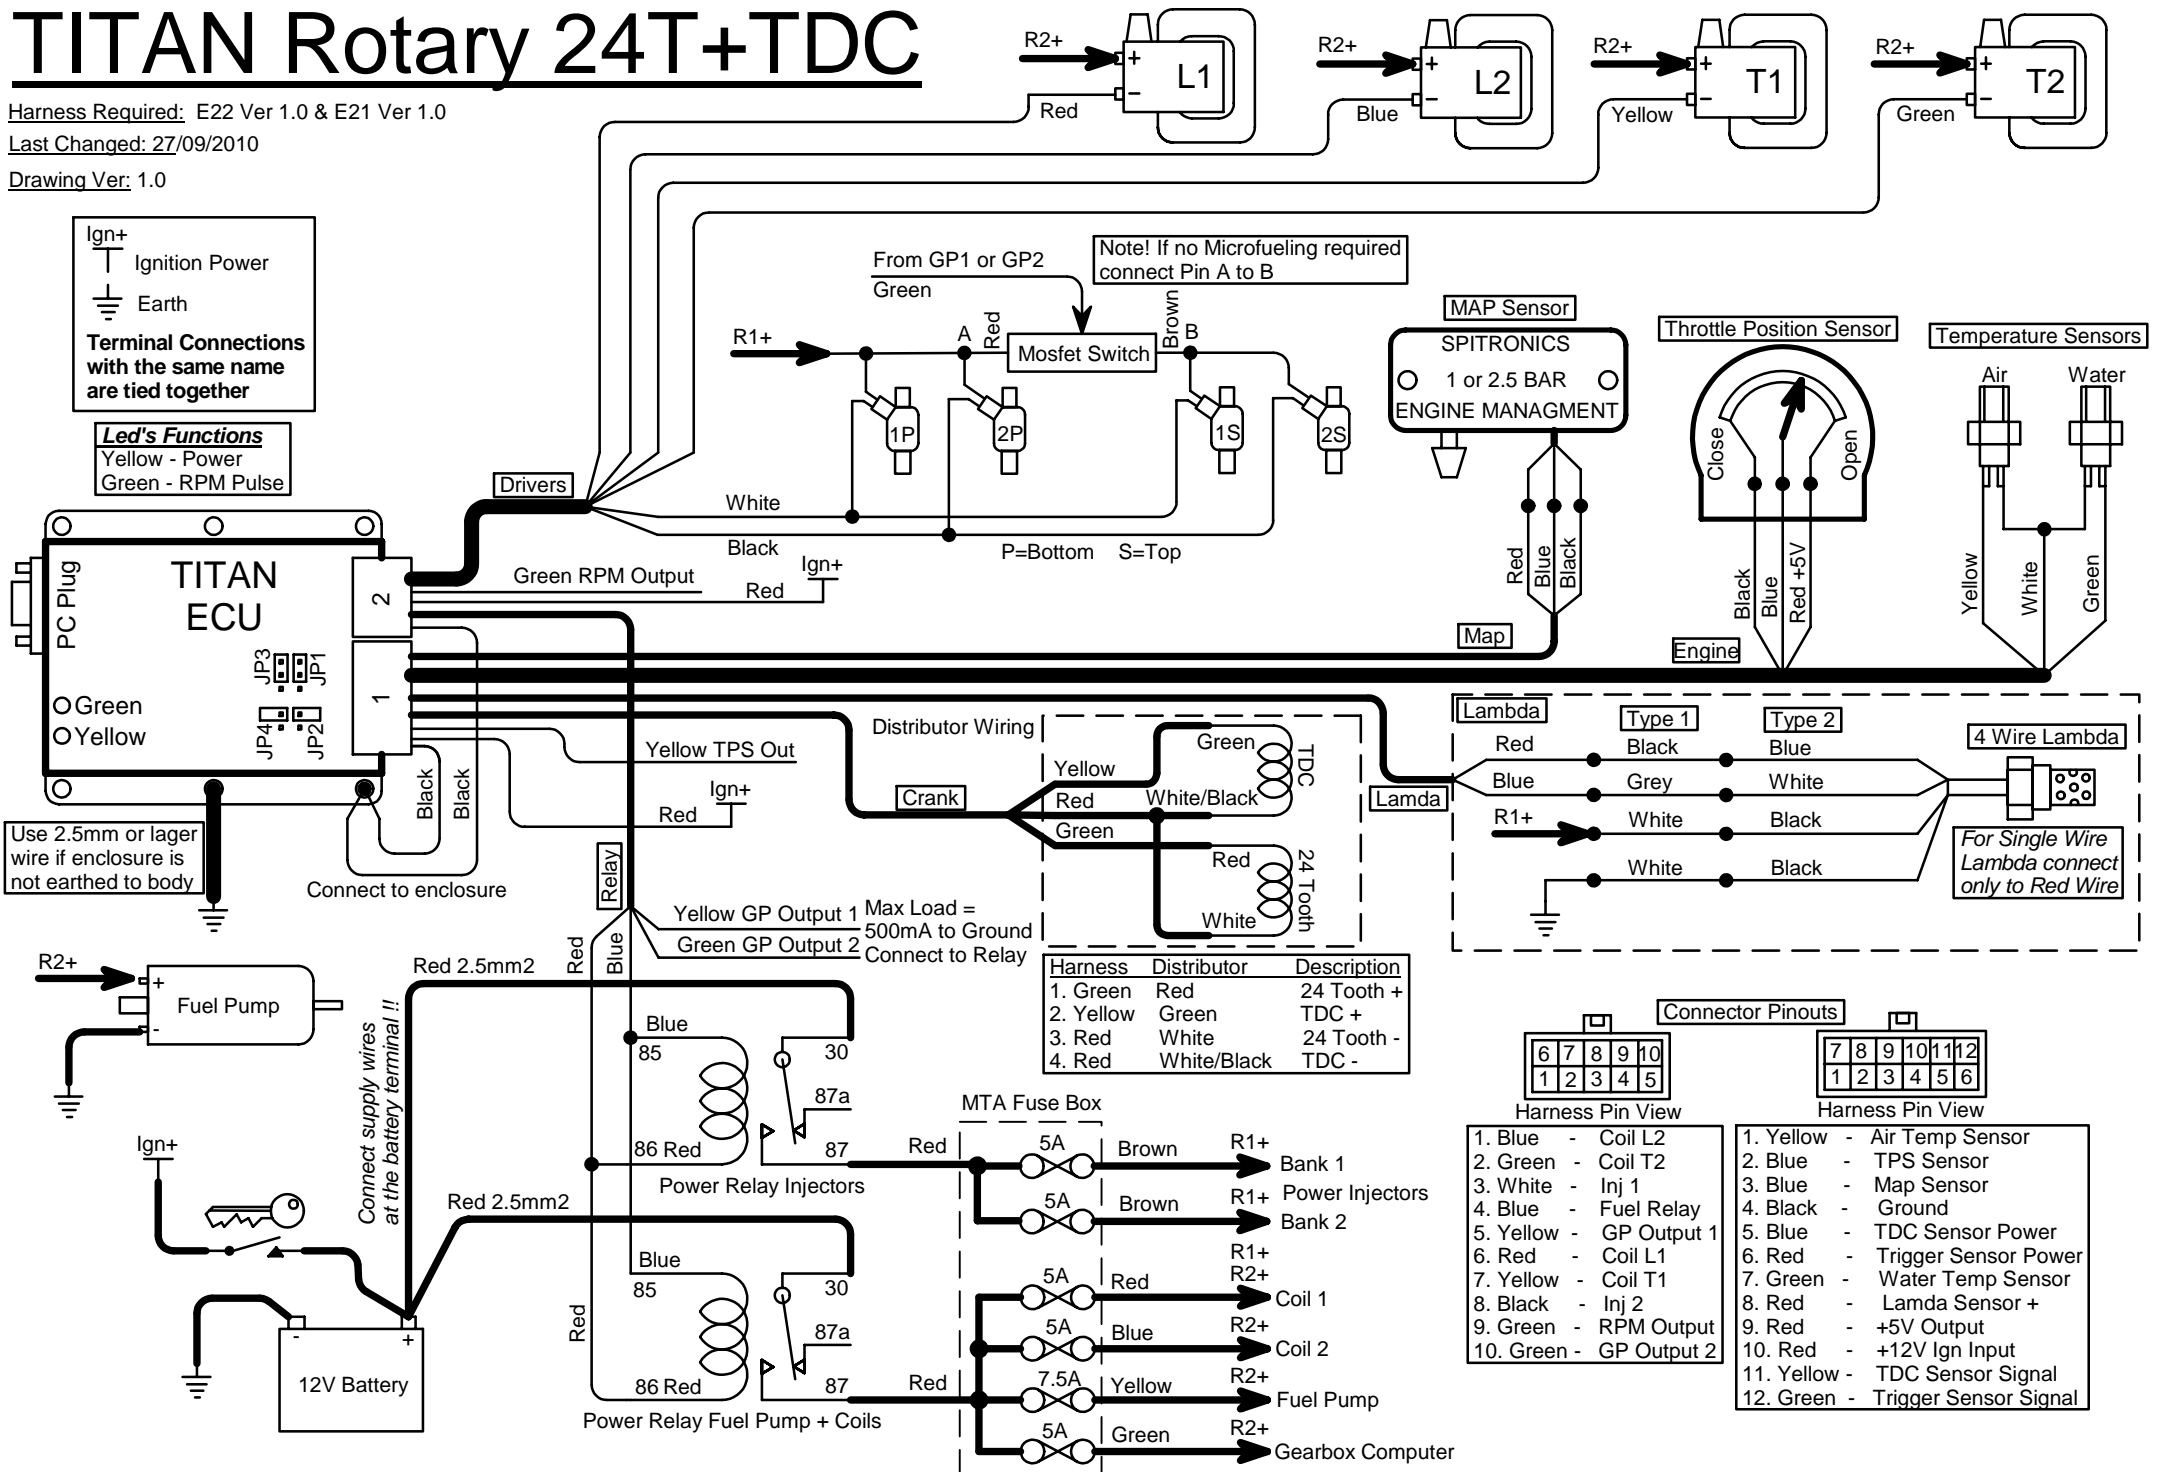 TITAN Rotary 24T+TDC
Harness Required: E22 Ver 1.0 & E21 Ver 1.0
Last Changed: 27/09/2010
Drawing Ver: 1.0
R2+
+
-
L1
Red
R2+
+
-
L2
Blue
R2+
+
-
T1
Yellow
R2+
+
-
T2
Green
Ign+
Ignition Power
Earth
Terminal Connections
with the same name
are tied together
Led's Functions
Yellow - Power
Green - RPM Pulse
From GP1 or GP2
Green
Note! If no Microfueling required
connect Pin A to B
R1+
A
Red
Mosfet Switch
Brown
B
1P
2P
1S
2S
White
Black
P=Bottom S=Top
Drivers
MAP Sensor
SPITRONICS
1 or 2.5 BAR
ENGINE MANAGMENT
Red
Blue
Black
Map
Throttle Position Sensor
Close
Open
Black
Blue
Red +5V
Engine
Temperature Sensors
Air
Water
Yellow
White
Green
PC Plug
TITAN
ECU
2
1
JP3
JP1
JP4
JP2
Green
Yellow
Green RPM Output
Red
Ign+
Black
Black
Yellow TPS Out
Red
Ign+
Use 2.5mm or lager
wire if enclosure is
not earthed to body
Connect to enclosure
Relay
Yellow GP Output 1
Green GP Output 2
Max Load =
500mA to Ground
Connect to Relay
Crank
Distributor Wiring
Yellow
Red
Green
Green
White/Black
TDC
Red
White
24 Tooth
Harness Distributor Description
1. Green Red 24 Tooth +
2. Yellow Green TDC +
3. Red White 24 Tooth -
4. Red White/Black TDC -
Lamda
Lambda
Type 1
Type 2
4 Wire Lambda
Red
Black
Blue
Blue
Grey
White
R1+
White
Black
White
Black
For Single Wire
Lambda connect
only to Red Wire
R2+
+
-
Fuel Pump
Red
Blue
Red 2.5mm2
Connect supply wires
at the battery terminal !!
Blue
85
30
87a
86 Red
87
Power Relay Injectors
Red
Red 2.5mm2
Blue
85
30
87a
Red
86 Red
87
Power Relay Fuel Pump + Coils
Red
Ign+
-
+
12V Battery
MTA Fuse Box
5A
Brown
R1+
Bank 1
Power Injectors
5A
Brown
R1+
Bank 2
R1+
5A
Red
R2+
Coil 1
5A
Blue
R2+
Coil 2
7.5A
Yellow
R2+
Fuel Pump
5A
Green
R2+
Gearbox Computer
Connector Pinouts
6 7 8 9 10
1 2 3 4 5
Harness Pin View
1. Blue - Coil L2
2. Green - Coil T2
3. White - Inj 1
4. Blue - Fuel Relay
5. Yellow - GP Output 1
6. Red - Coil L1
7. Yellow - Coil T1
8. Black - Inj 2
9. Green - RPM Output
10. Green - GP Output 2
7 8 9 10 11 12
1 2 3 4 5 6
Harness Pin View
1. Yellow - Air Temp Sensor
2. Blue - TPS Sensor
3. Blue - Map Sensor
4. Black - Ground
5. Blue - TDC Sensor Power
6. Red - Trigger Sensor Power
7. Green - Water Temp Sensor
8. Red - Lamda Sensor +
9. Red - +5V Output
10. Red - +12V Ign Input
11. Yellow - TDC Sensor Signal
12. Green - Trigger Sensor Signal